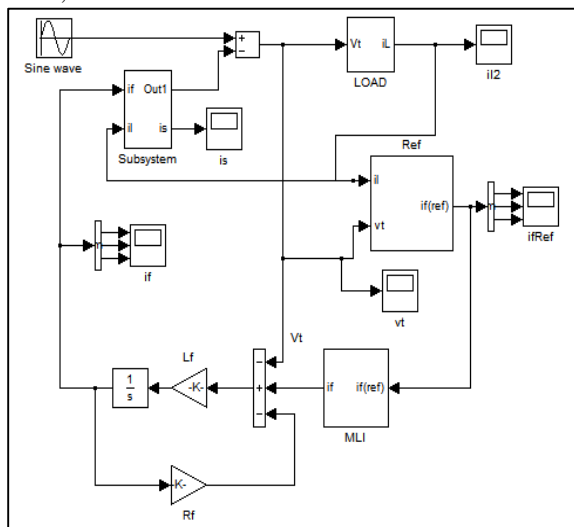 +
−
Sine wave
Vt iL
LOAD
il2
if Out1
il is
Subsystem
is
Ref
il
if(ref)
vt
m
ifRef
m
if
vt
Vt
Lf
1
s
-K-
−
+
−
if if(ref)
MLI
-K-
Rf